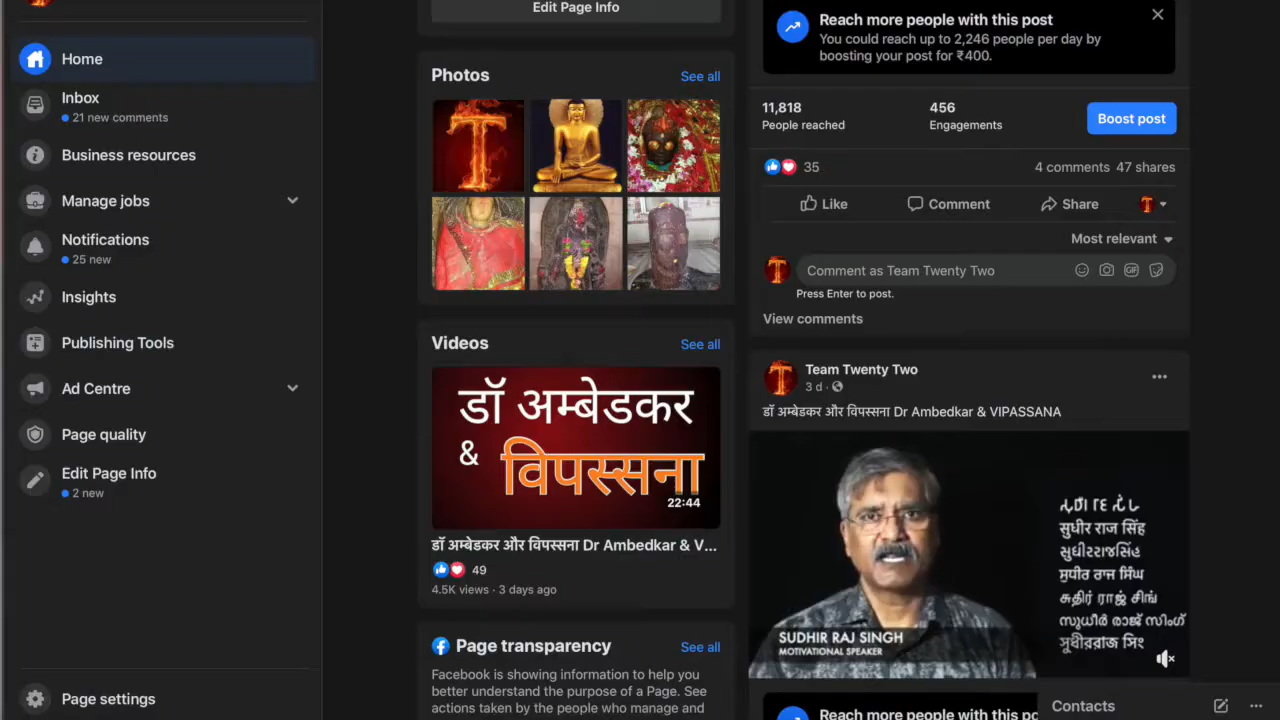 Home
Inbox
21 new comments
Business resources
Manage jobs
Notifications
25 new
Insights
Publishing Tools
Ad Centre
Page quality
Edit Page Info
2 new
Page settings
Edit Page Info
Photos
See all
T
Videos
See all
डॉ अम्बेडकर
&
विपस्सना
22:44
डॉ अम्बेडकर और विपस्सना Dr Ambedkar & V...
49
4.5K views · 3 days ago
Page transparency
See all
Facebook is showing information to help you
better understand the purpose of a Page. See
actions taken by the people who manage and
Reach more people with this post
You could reach up to 2,246 people per day by
boosting your post for ₹400.
11,818
People reached
456
Engagements
Boost post
35
4 comments 47 shares
Like
Comment
Share
Most relevant
Comment as Team Twenty Two
GIF
Press Enter to post.
View comments
Team Twenty Two
3 d ·
डॉ अम्बेडकर और विपस्सना Dr Ambedkar & VIPASSANA
सुधीर राज सिंह
સુધીરરાજસિંહ
ਸੁਧੀਰ ਰਾਜ ਸਿੰਘ
சுதிர் ராஜ் சிங்
സുധീർ രാജ് സിംഗ്
సుధీర్రాజ సిం
SUDHIR RAJ SINGH
MOTIVATIONAL SPEAKER
Reach more people with this po
Contacts